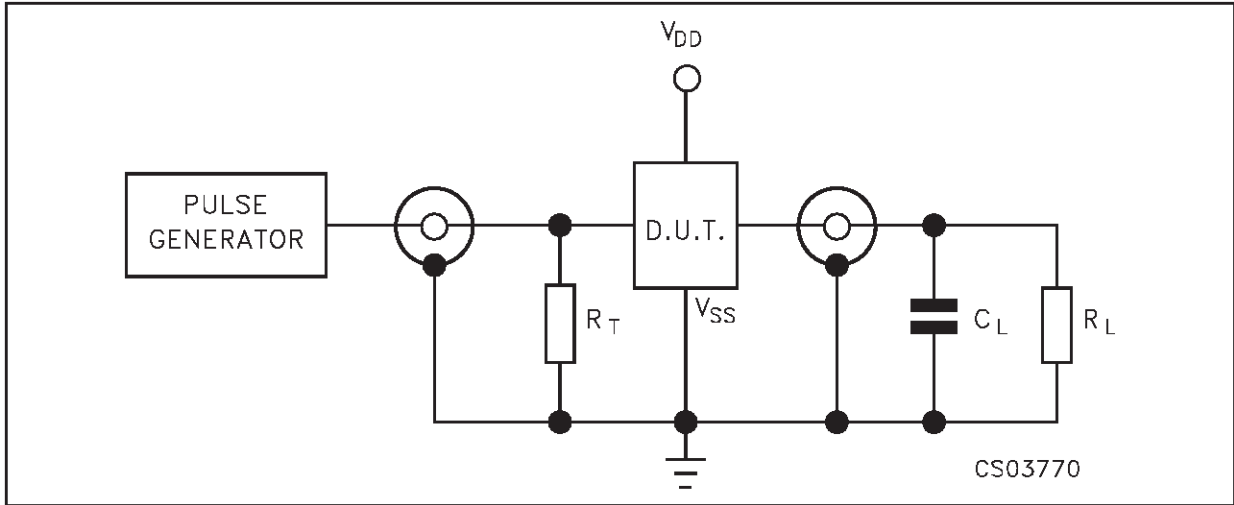 V_DD
PULSE
GENERATOR
D.U.T.
V_SS
R_T
C_L
R_L
CS03770